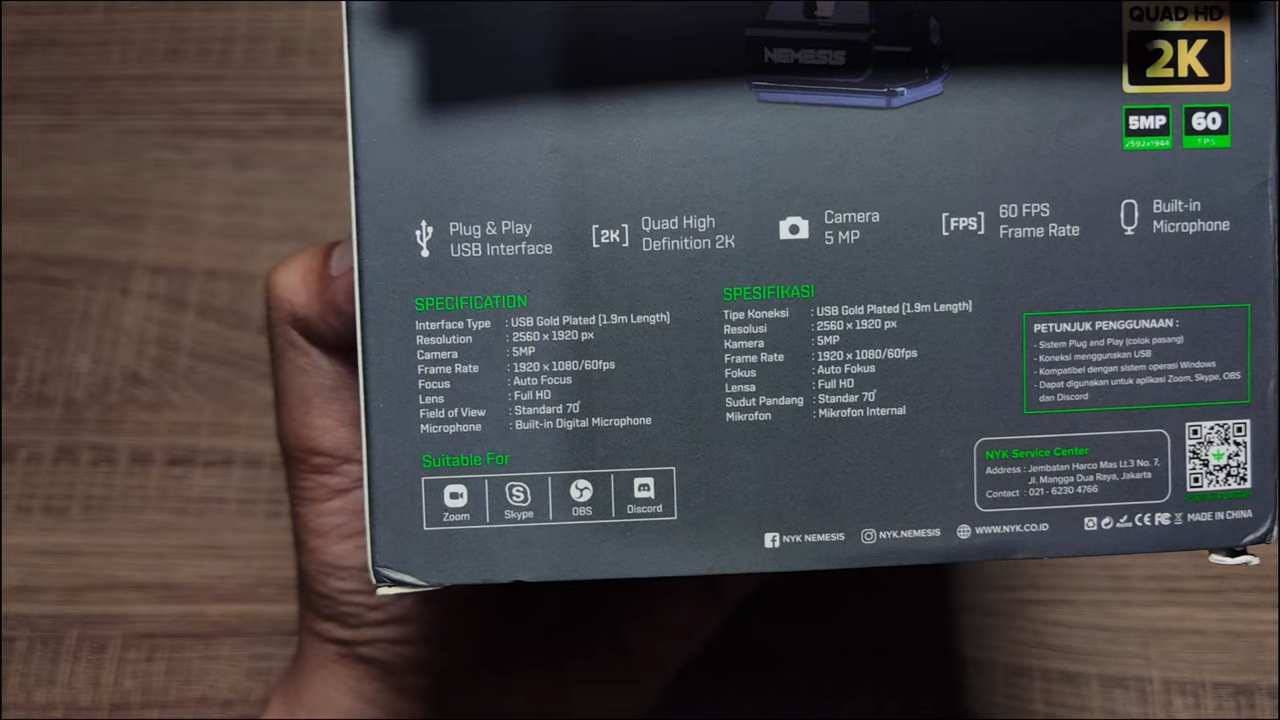 QUAD HD
2K
NEMESIS
5MP
2592x1944
60
FPS
Plug & Play
USB Interface
[2K]
Quad High
Definition 2K
Camera
5 MP
[FPS]
60 FPS
Frame Rate
Built-in
Microphone
SPECIFICATION
Interface Type : USB Gold Plated (1.9m Length)
Resolution : 2560 x 1920 px
Camera : 5MP
Frame Rate : 1920 x 1080/60fps
Focus : Auto Focus
Lens : Full HD
Field of View : Standard 70°
Microphone : Built-in Digital Microphone
Suitable For
Zoom
Skype
OBS
Discord
SPESIFIKASI
Tipe Koneksi : USB Gold Plated (1.9m Length)
Resolusi : 2560 x 1920 px
Kamera : 5MP
Frame Rate : 1920 x 1080/60fps
Fokus : Auto Fokus
Lensa : Full HD
Sudut Pandang : Standar 70°
Mikrofon : Mikrofon Internal
PETUNJUK PENGGUNAAN :
- Sistem Plug and Play (colok pasang)
- Koneksi menggunakan USB
- Kompatibel dengan sistem operasi Windows
- Dapat digunakan untuk aplikasi Zoom, Skype, OBS
dan Discord
NYK Service Center
Address : Jembatan Harco Mas Lt.3 No. 7,
Jl. Mangga Dua Raya, Jakarta
Contact : 021 - 6230 4766
NYK NEMESIS
NYK.NEMESIS
WWW.NYK.CO.ID
RoHS CE FC MADE IN CHINA